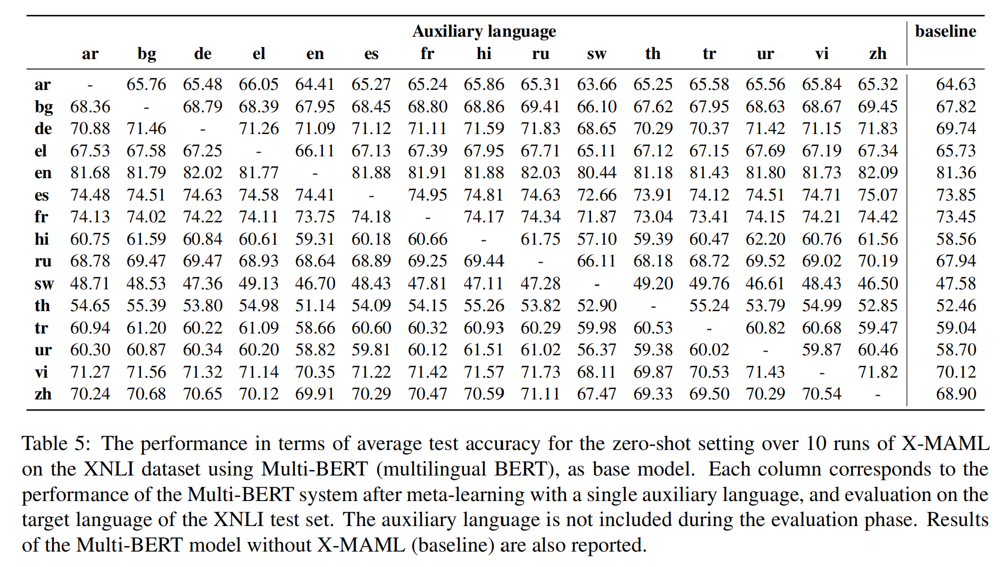 Auxiliary language baseline
ar bg de el en es fr hi ru sw th tr ur vi zh
ar - 65.76 65.48 66.05 64.41 65.27 65.24 65.86 65.31 63.66 65.25 65.58 65.56 65.84 65.32 64.63
bg 68.36 - 68.79 68.39 67.95 68.45 68.80 68.86 69.41 66.10 67.62 67.95 68.63 68.67 69.45 67.82
de 70.88 71.46 - 71.26 71.09 71.12 71.11 71.59 71.83 68.65 70.29 70.37 71.42 71.15 71.83 69.74
el 67.53 67.58 67.25 - 66.11 67.13 67.39 67.95 67.71 65.11 67.12 67.15 67.69 67.19 67.34 65.73
en 81.68 81.79 82.02 81.77 - 81.88 81.91 81.88 82.03 80.44 81.18 81.43 81.80 81.73 82.09 81.36
es 74.48 74.51 74.63 74.58 74.41 - 74.95 74.81 74.63 72.66 73.91 74.12 74.51 74.71 75.07 73.85
fr 74.13 74.02 74.22 74.11 73.75 74.18 - 74.17 74.34 71.87 73.04 73.41 74.15 74.21 74.42 73.45
hi 60.75 61.59 60.84 60.61 59.31 60.18 60.66 - 61.75 57.10 59.39 60.47 62.20 60.76 61.56 58.56
ru 68.78 69.47 69.47 68.93 68.64 68.89 69.25 69.44 - 66.11 68.18 68.72 69.52 69.02 70.19 67.94
sw 48.71 48.53 47.36 49.13 46.70 48.43 47.81 47.11 47.28 - 49.20 49.76 46.61 48.43 46.50 47.58
th 54.65 55.39 53.80 54.98 51.14 54.09 54.15 55.26 53.82 52.90 - 55.24 53.79 54.99 52.85 52.46
tr 60.94 61.20 60.22 61.09 58.66 60.60 60.32 60.93 60.29 59.98 60.53 - 60.82 60.68 59.47 59.04
ur 60.30 60.87 60.34 60.20 58.82 59.81 60.12 61.51 61.02 56.37 59.38 60.02 - 59.87 60.46 58.70
vi 71.27 71.56 71.32 71.14 70.35 71.22 71.42 71.57 71.73 68.11 69.87 70.53 71.43 - 71.82 70.12
zh 70.24 70.68 70.65 70.12 69.91 70.29 70.47 70.59 71.11 67.47 69.33 69.50 70.29 70.54 - 68.90
Table 5: The performance in terms of average test accuracy for the zero-shot setting over 10 runs of X-MAML
on the XNLI dataset using Multi-BERT (multilingual BERT), as base model. Each column corresponds to the
performance of the Multi-BERT system after meta-learning with a single auxiliary language, and evaluation on the
target language of the XNLI test set. The auxiliary language is not included during the evaluation phase. Results
of the Multi-BERT model without X-MAML (baseline) are also reported.